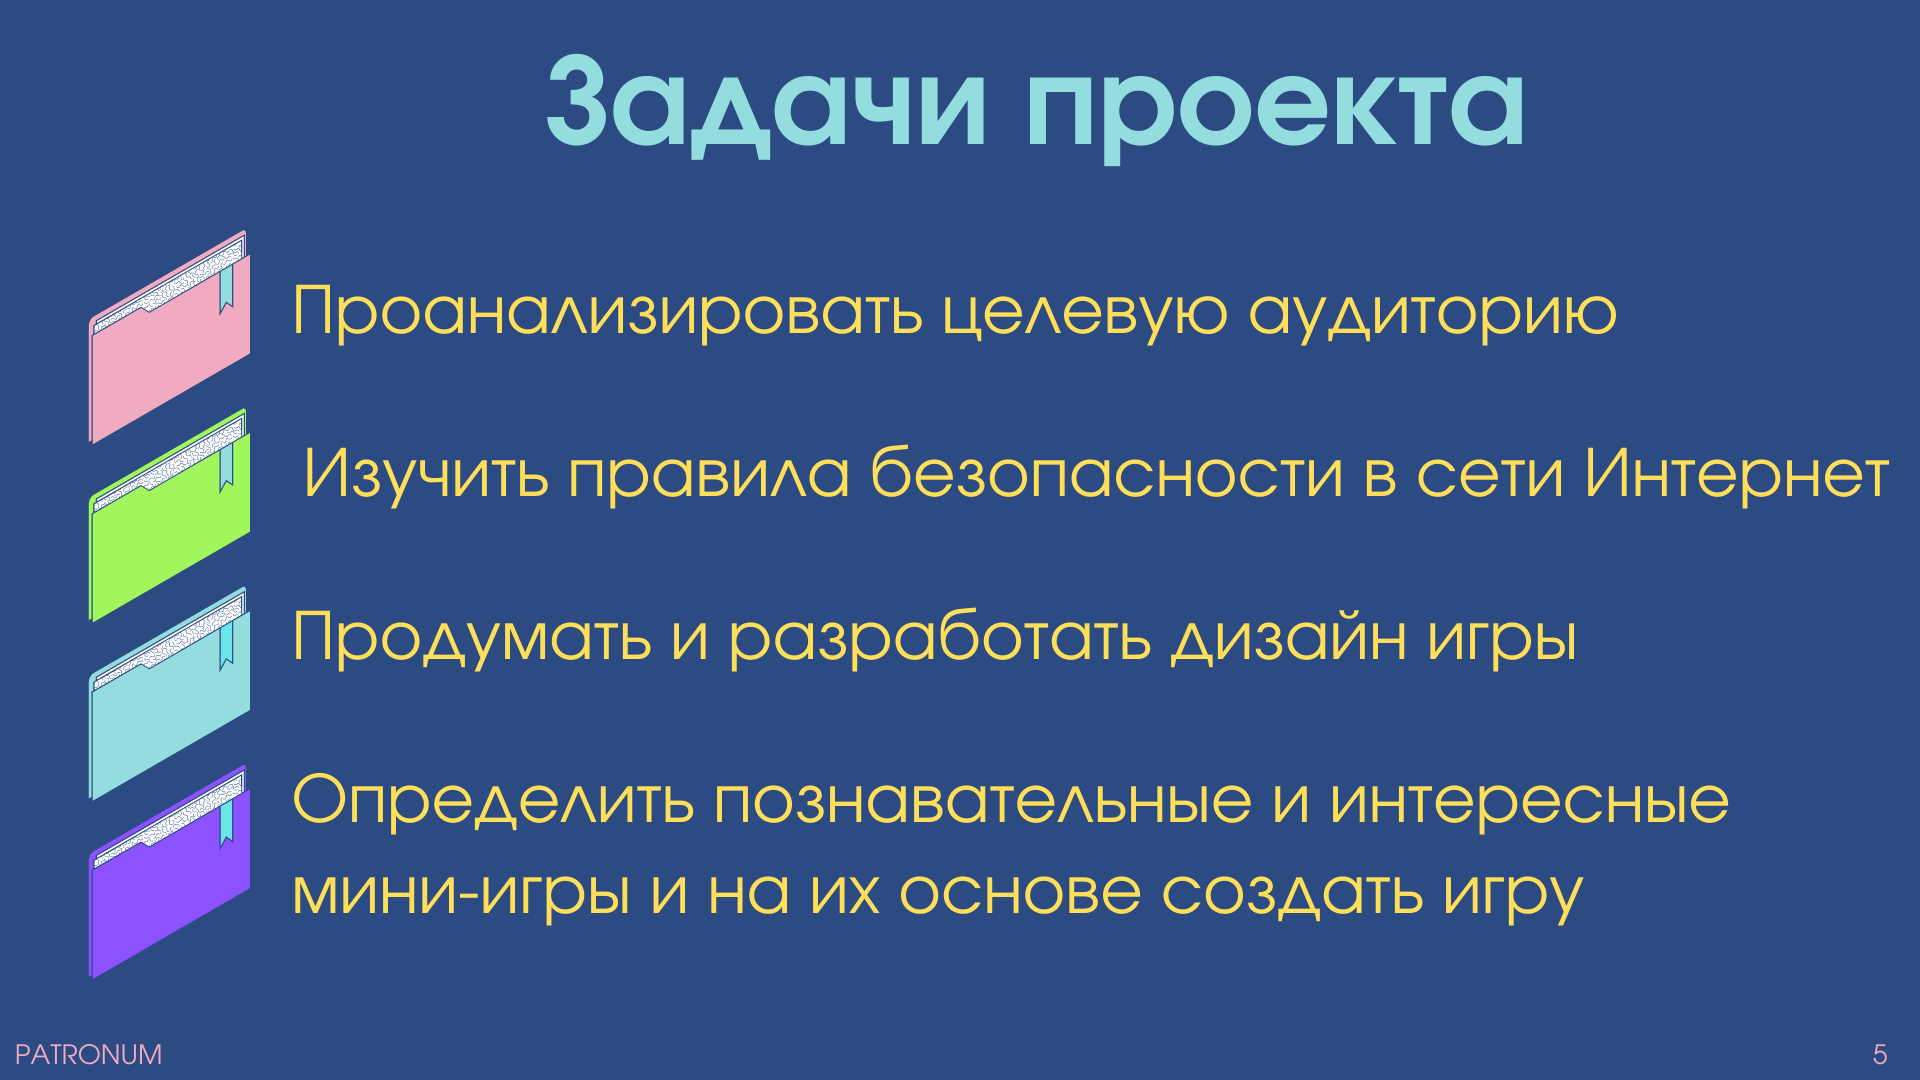 Задачи проекта
Проанализировать целевую аудиторию
Изучить правила безопасности в сети Интернет
Продумать и разработать дизайн игры
Определить познавательные и интересные
мини-игры и на их основе создать игру
PATRONUM
5